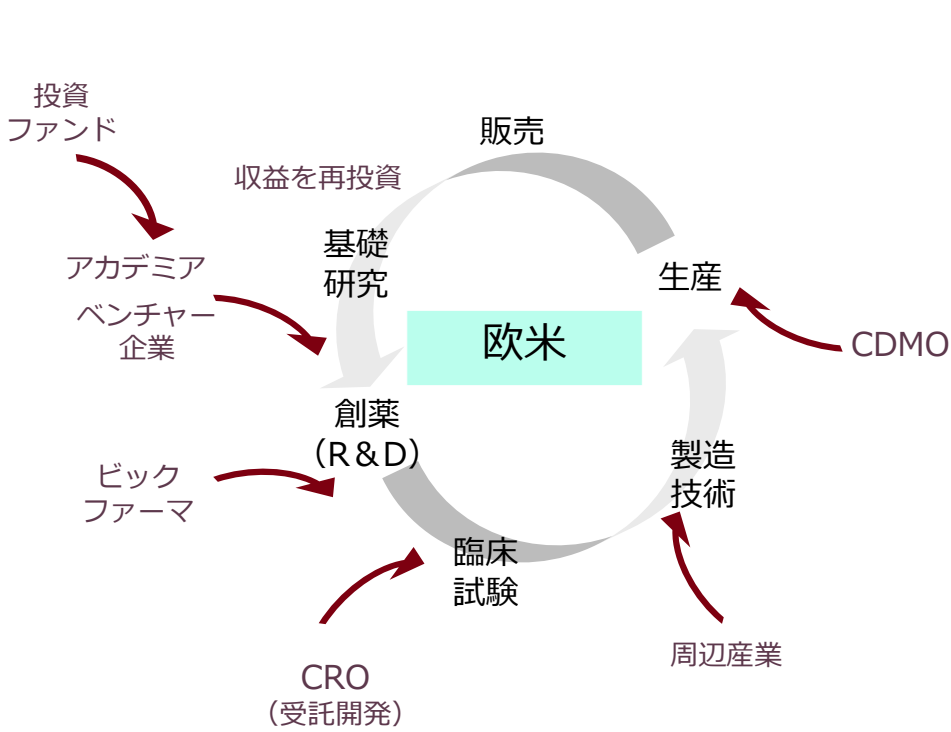 投資
ファンド
販売
収益を再投資
基礎
研究
アカデミア
生産
ベンチャー
企業
欧米
CDMO
創薬
（R＆D）
製造
技術
ビック
ファーマ
臨床
試験
周辺産業
CRO
（受託開発）